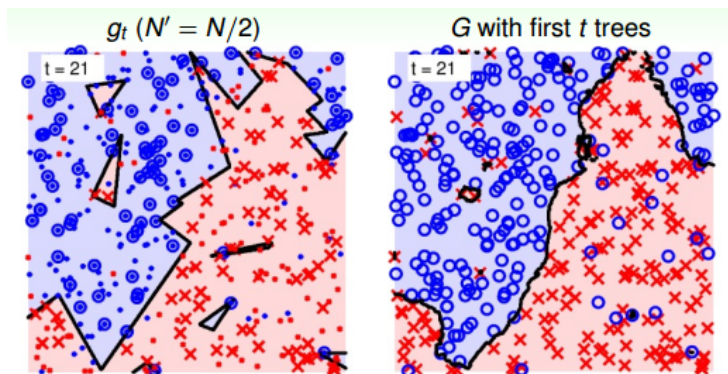 g_t (N′ = N/2)
G with first t trees
t = 21
t = 21